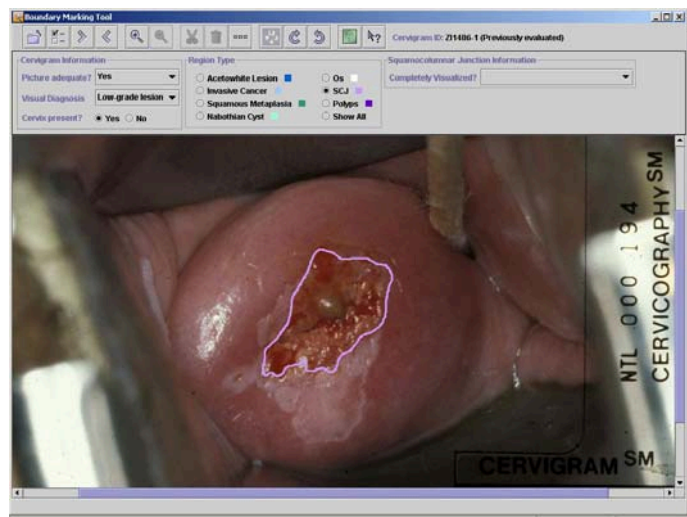 Boundary Marking Tool
Cervigram ID: ZI1486-1 (Previously evaluated)
Cervigram Information
Picture adequate? Yes
Visual Diagnosis Low-grade lesion
Cervix present? Yes No
Region Type
Acetowhite Lesion
Invasive Cancer
Squamous Metaplasia
Nabothian Cyst
Os
SCJ
Polyps
Show All
Squamocolumnar Junction Information
Completely Visualized?
NTL 000 194
CERVICOGRAPHY SM
CERVIGRAM SM